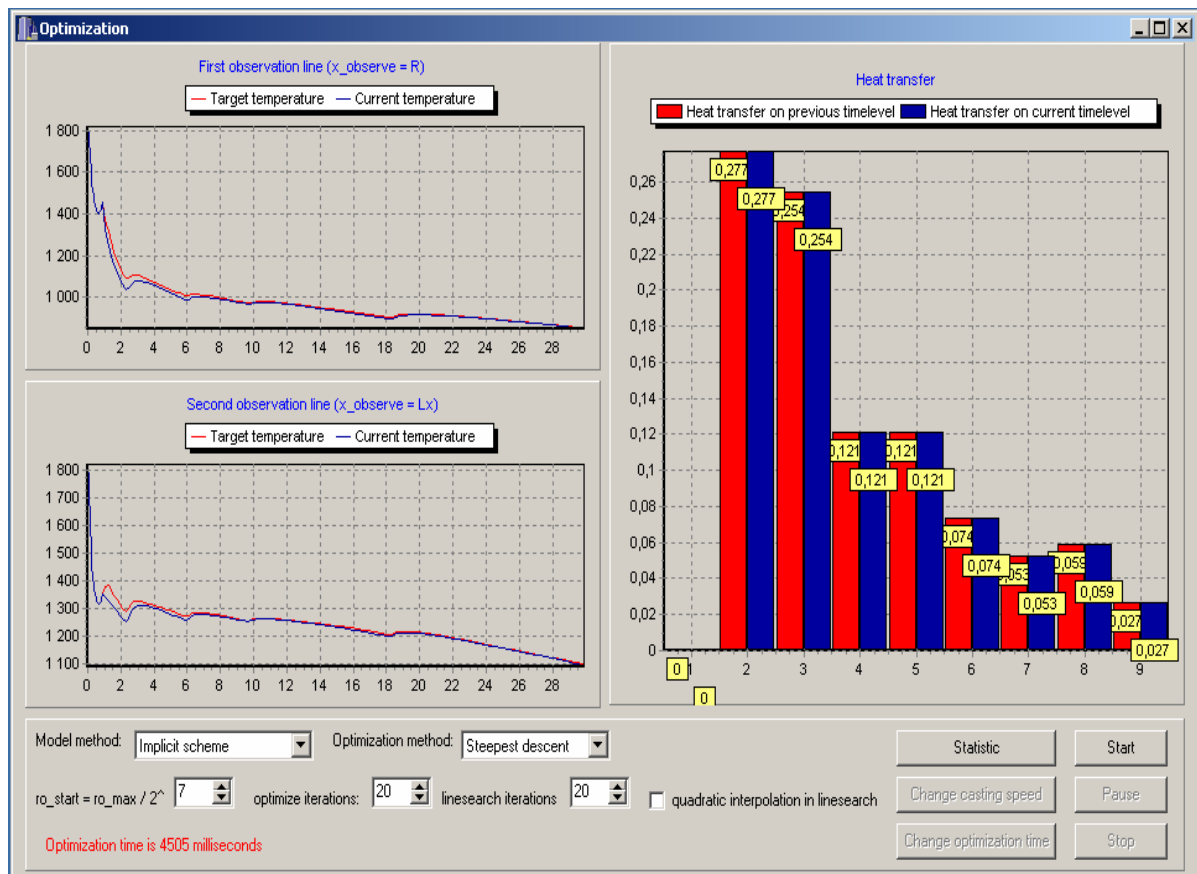 Optimization
First observation line (x_observe = R)
Target temperature Current temperature
1 800
1 600
1 400
1 200
1 000
0 2 4 6 8 10 12 14 16 18 20 22 24 26 28
Second observation line (x_observe = Lx)
Target temperature Current temperature
1 800
1 700
1 600
1 500
1 400
1 300
1 200
1 100
0 2 4 6 8 10 12 14 16 18 20 22 24 26 28
Heat transfer
Heat transfer on previous timelevel Heat transfer on current timelevel
0,26
0,24
0,22
0,2
0,18
0,16
0,14
0,12
0,1
0,08
0,06
0,04
0,02
0
0,277 0,277
0,254 0,254
0,121 0,121
0,121 0,121
0,074 0,074
0,053 0,053
0,059 0,059
0,027 0,027
0 1 2 3 4 5 6 7 8 9
0
Model method: Implicit scheme Optimization method: Steepest descent
Statistic Start
ro_start = ro_max / 2^ 7 optimize iterations: 20 linesearch iterations 20 quadratic interpolation in linesearch
Change casting speed Pause
Optimization time is 4505 milliseconds
Change optimization time Stop